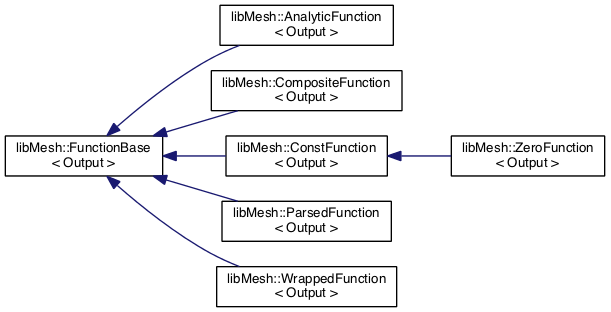 libMesh::AnalyticFunction
< Output >
libMesh::CompositeFunction
< Output >
libMesh::FunctionBase
< Output >
libMesh::ConstFunction
< Output >
libMesh::ZeroFunction
< Output >
libMesh::ParsedFunction
< Output >
libMesh::WrappedFunction
< Output >